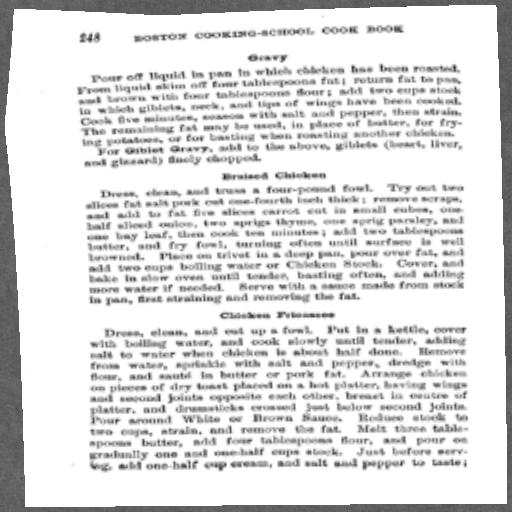 248 BOSTON COOKING-SCHOOL COOK BOOK
Gravy
Pour off liquid in pan in which chicken has been roasted.
From liquid skim off four tablespoons fat; return fat to pan,
and brown with four tablespoons flour; add two cups stock
in which giblets, neck, and tips of wings have been cooked.
Cook five minutes, season with salt and pepper, then strain.
The remaining fat may be used, in place of butter, for fry-
ing potatoes, or for basting when roasting another chicken.
For Giblet Gravy, add to the above, giblets (heart, liver,
and gizzard) finely chopped.
Braised Chicken
Dress, clean, and truss a four-pound fowl. Try out two
slices fat salt pork cut one-fourth inch thick; remove scraps,
and add to fat five slices carrot cut in small cubes, one-
half sliced onion, two sprigs thyme, one sprig parsley, and
one bay leaf, then cook ten minutes; add two tablespoons
butter, and fry fowl, turning often until surface is well
browned. Place on trivet in a deep pan, pour over fat, and
add two cups boiling water or Chicken Stock. Cover, and
bake in slow oven until tender, basting often, and adding
more water if needed. Serve with a sauce made from stock
in pan, first straining and removing the fat.
Chicken Fricassee
Dress, clean, and cut up a fowl. Put in a kettle, cover
with boiling water, and cook slowly until tender, adding
salt to water when chicken is about half done. Remove
from water, sprinkle with salt and pepper, dredge with
flour, and sauté in butter or pork fat. Arrange chicken
on pieces of dry toast placed on a hot platter, having wings
and second joints opposite each other, breast in centre of
platter, and drumsticks crossed just below second joints.
Pour around White or Brown Sauce. Reduce stock to
two cups, strain, and remove the fat. Melt three table-
spoons butter, add four tablespoons flour, and pour on
gradually one and one-half cups stock. Just before serv-
ing, add one-half cup cream, and salt and pepper to taste;